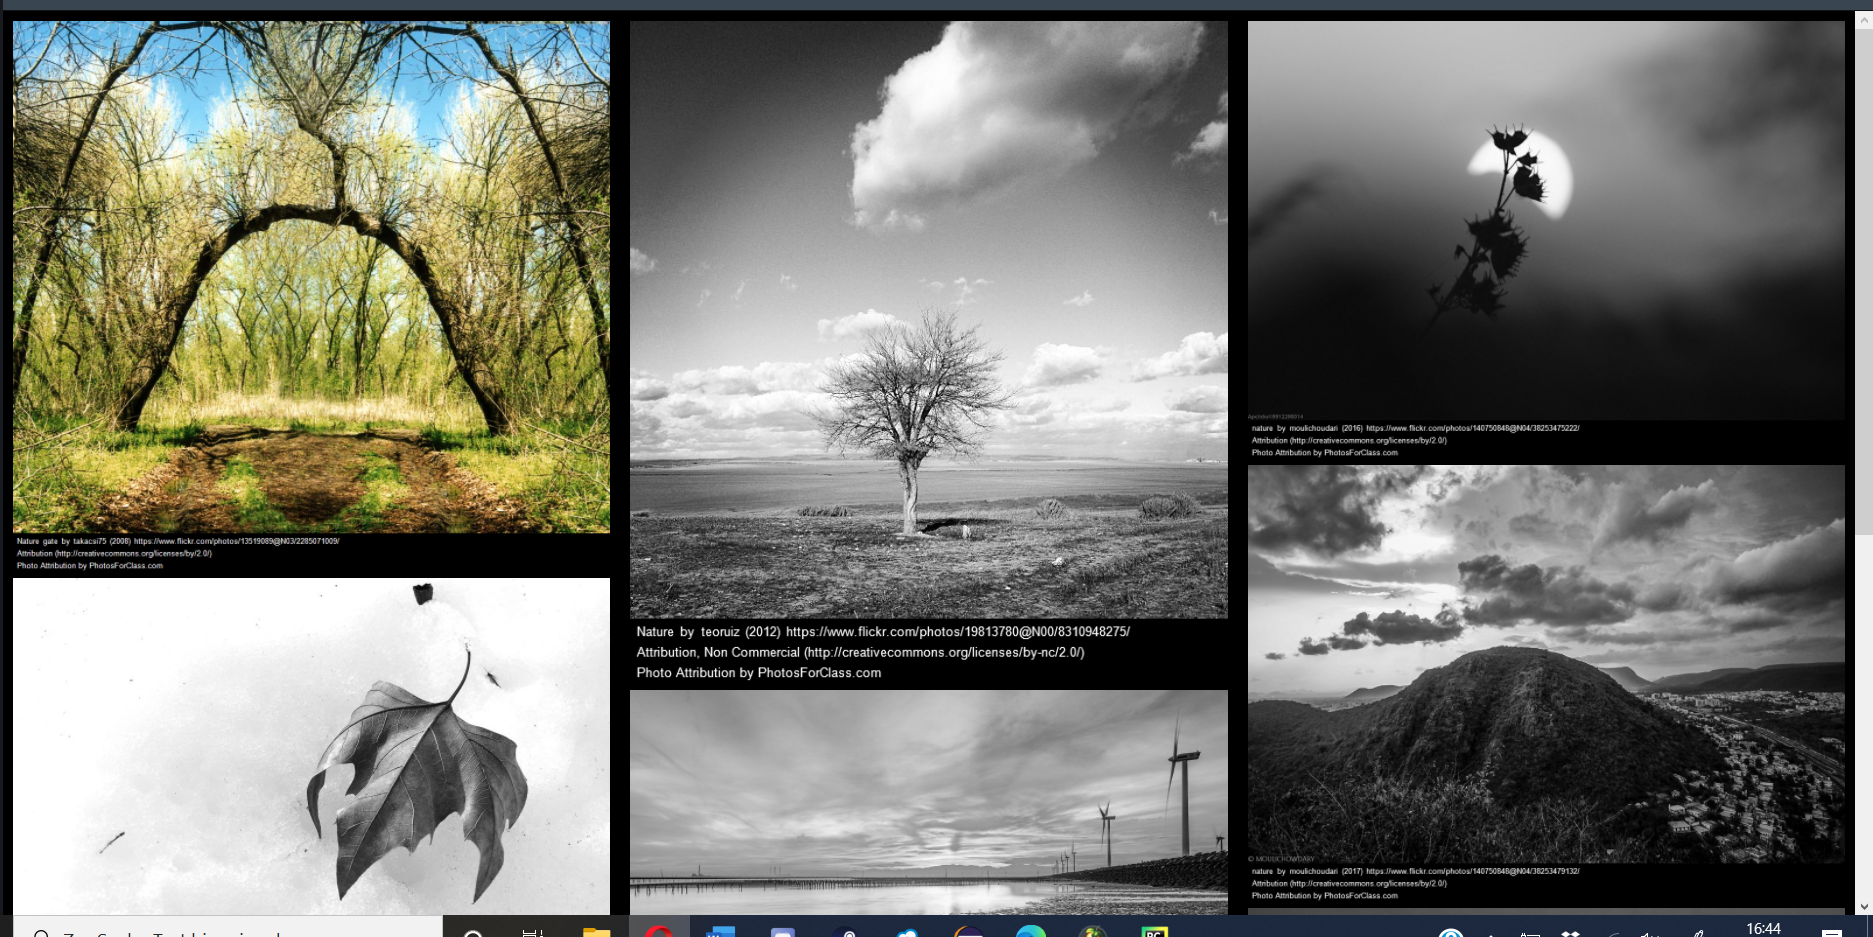 Nature gate by takacsi75 (2008) https://www.flickr.com/photos/13519089@N03/2285071009/
Attribution (http://creativecommons.org/licenses/by/2.0/)
Photo Attribution by PhotosForClass.com
Nature by teoruiz (2012) https://www.flickr.com/photos/19813780@N00/8310948275/
Attribution, Non Commercial (http://creativecommons.org/licenses/by-nc/2.0/)
Photo Attribution by PhotosForClass.com
nature by moulichoudari (2016) https://www.flickr.com/photos/140750848@N04/38253475222/
Attribution (http://creativecommons.org/licenses/by/2.0/)
Photo Attribution by PhotosForClass.com
© MOULICHOWDARY
nature by moulichoudari (2017) https://www.flickr.com/photos/140750848@N04/38253479132/
Attribution (http://creativecommons.org/licenses/by/2.0/)
Photo Attribution by PhotosForClass.com
PC
16:44